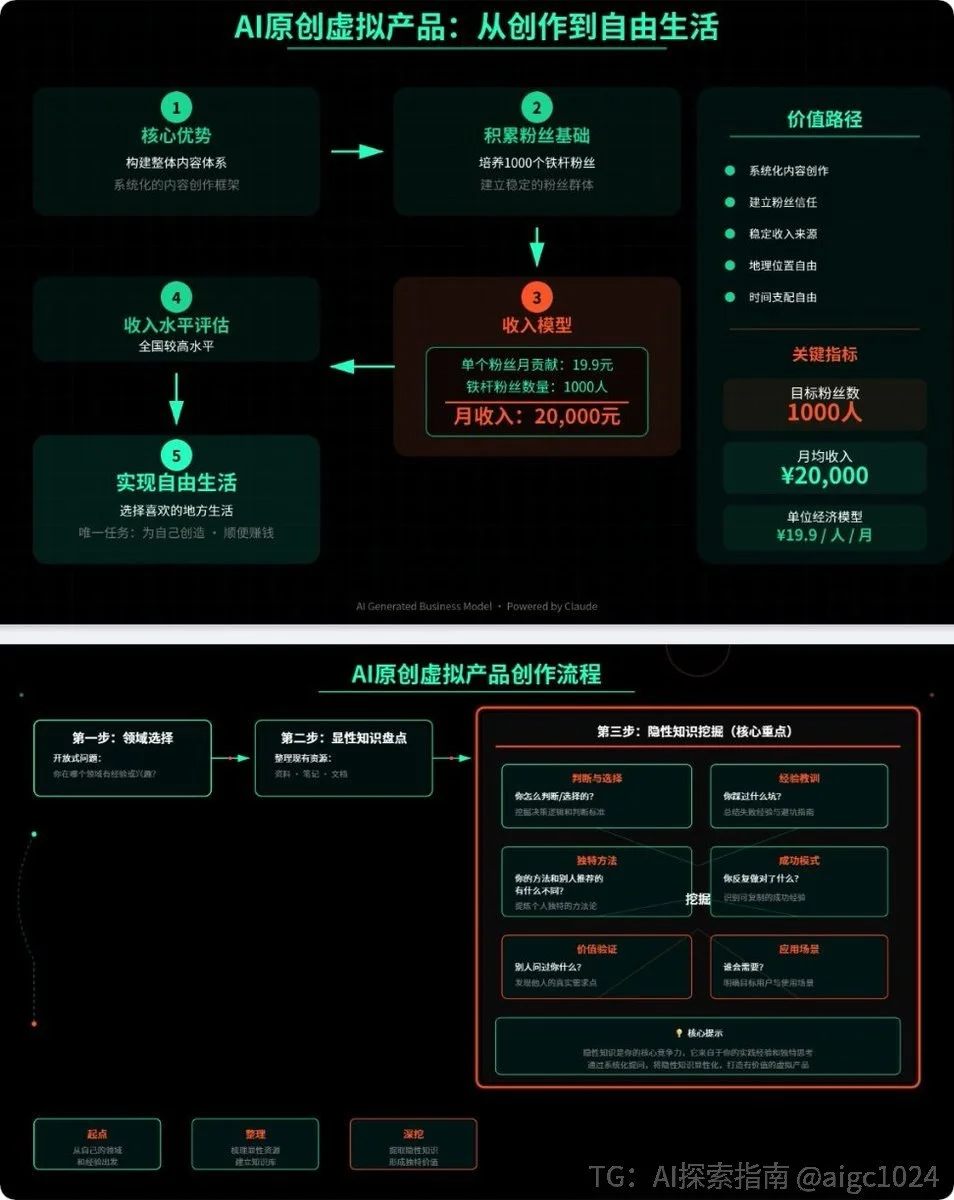 AI原创虚拟产品：从创作到自由生活
1
核心优势
构建整体内容体系
系统化的内容创作框架
2
积累粉丝基础
培养1000个铁杆粉丝
建立稳定的粉丝群体
3
收入模型
单个粉丝月贡献：19.9元
铁杆粉丝数量：1000人
月收入：20,000元
4
收入水平评估
全国较高水平
5
实现自由生活
选择喜欢的地方生活
唯一任务：为自己创造 · 顺便赚钱
价值路径
系统化内容创作
建立粉丝信任
稳定收入来源
地理位置自由
时间支配自由
关键指标
目标粉丝数
1000人
月均收入
¥20,000
单位经济模型
¥19.9 / 人 / 月
AI Generated Business Model · Powered by Claude
AI原创虚拟产品创作流程
第一步：领域选择
开放式问题：
你在哪个领域有经验或兴趣？
第二步：显性知识盘点
整理现有资源：
资料 · 笔记 · 文档
第三步：隐性知识挖掘（核心重点）
判断与选择
你怎么判断/选择的？
挖掘决策逻辑和判断标准
经验教训
你踩过什么坑？
总结失败经验与避坑指南
独特方法
你的方法和别人推荐的
有什么不同？
提炼个人独特的方法论
成功模式
你反复做对了什么？
识别可复制的成功经验
挖掘
价值验证
别人问过你什么？
发现他人的真实需求点
应用场景
谁会需要？
明确目标用户与使用场景
💡 核心提示
隐性知识是你的核心竞争力，它来自于你的实践经验和独特思考
通过系统化提问，将隐性知识显性化，打造有价值的虚拟产品
起点
从自己的领域
和经验出发
整理
梳理显性资源
建立知识库
深挖
提取隐性知识
形成独特价值
TG：AI探索指南 @aigc1024